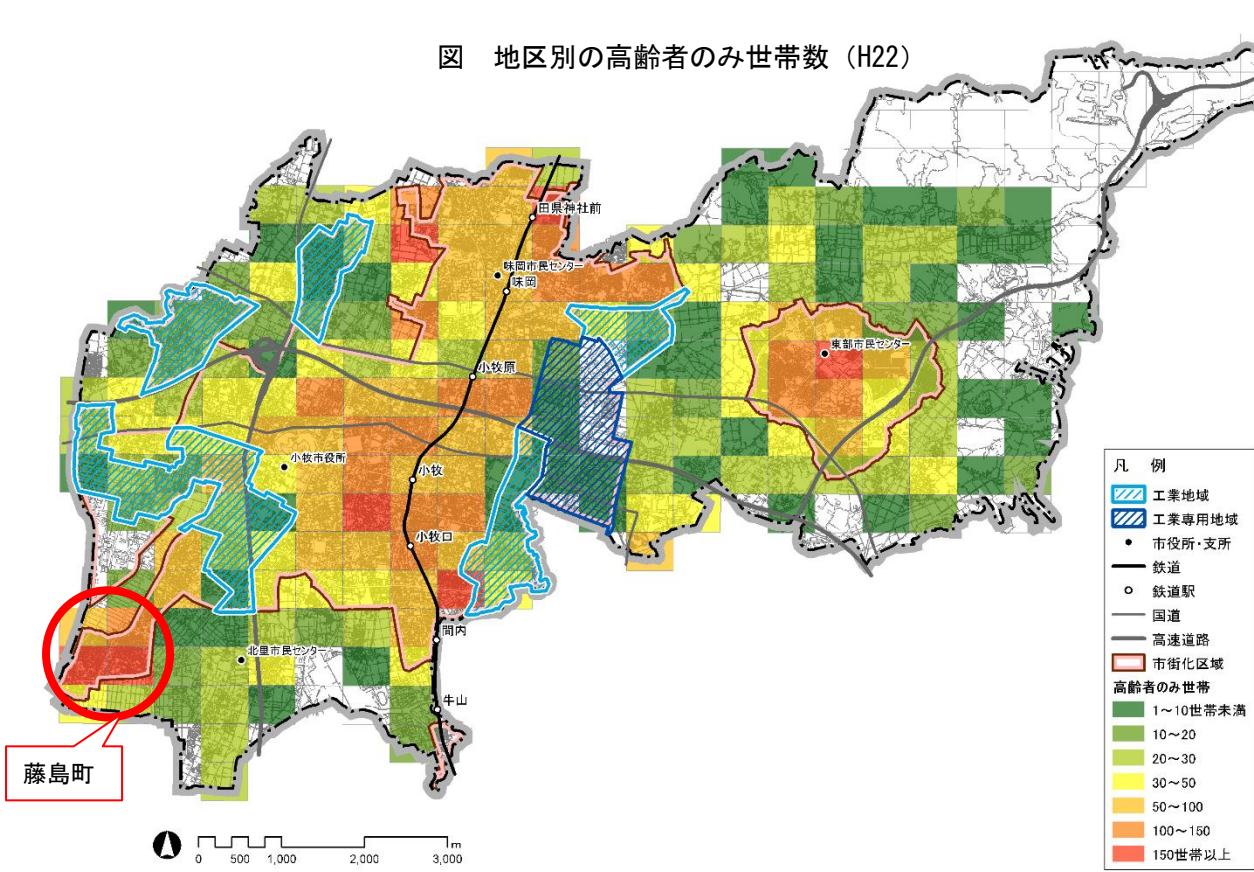 図　地区別の高齢者のみ世帯数（H22）
田県神社前
味岡市民センター
味岡
東部市民センター
小牧原
小牧市役所
小牧
小牧口
間内
北里市民センター
牛山
藤島町
凡　例
工業地域
工業専用地域
市役所・支所
鉄道
鉄道駅
国道
高速道路
市街化区域
高齢者のみ世帯
1～10世帯未満
10～20
20～30
30～50
50～100
100～150
150世帯以上
0 500 1,000 2,000 3,000
m